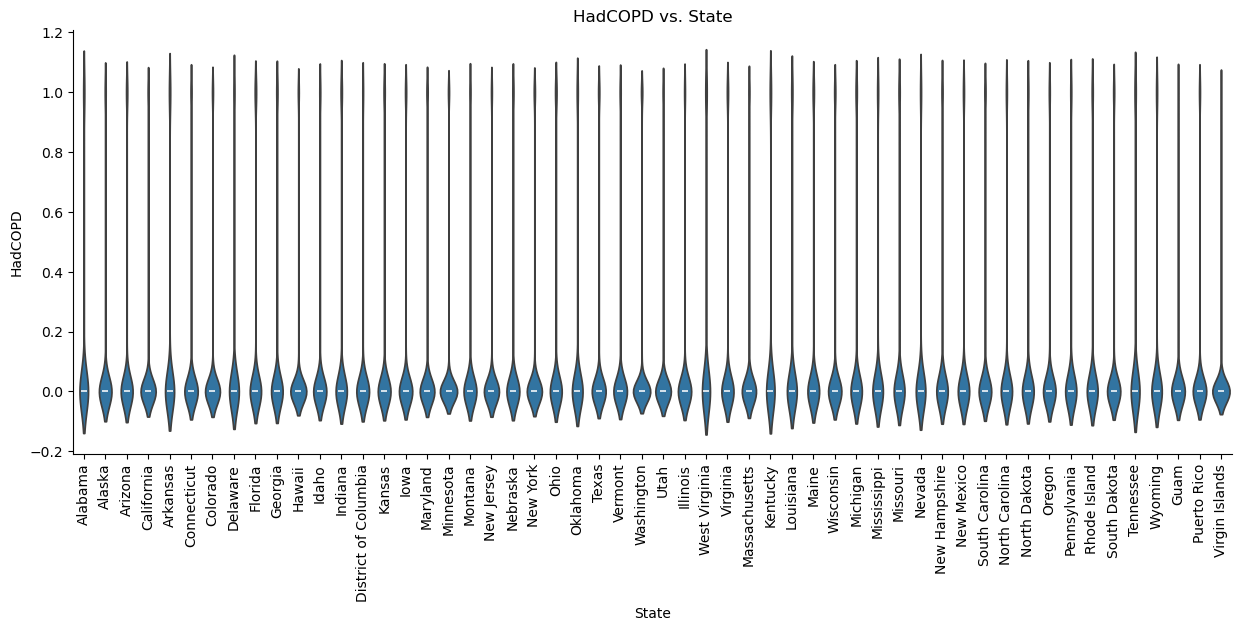 HadCOPD vs. State
HadCOPD
1.2
1.0
0.8
0.6
0.4
0.2
0.0
−0.2
Alabama
Alaska
Arizona
California
Arkansas
Connecticut
Colorado
Delaware
Florida
Georgia
Hawaii
Idaho
Indiana
District of Columbia
Kansas
Iowa
Maryland
Minnesota
Montana
New Jersey
Nebraska
New York
Ohio
Oklahoma
Texas
Vermont
Washington
Utah
Illinois
West Virginia
Virginia
Massachusetts
Kentucky
Louisiana
Maine
Wisconsin
Michigan
Mississippi
Missouri
Nevada
New Hampshire
New Mexico
South Carolina
North Carolina
North Dakota
Oregon
Pennsylvania
Rhode Island
South Dakota
Tennessee
Wyoming
Guam
Puerto Rico
Virgin Islands
State